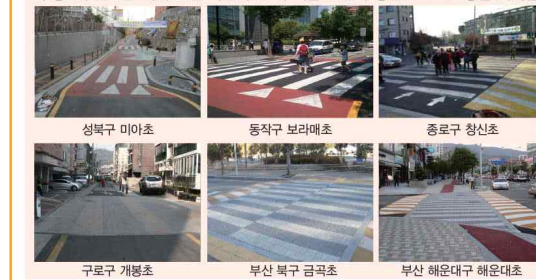 성북구 미아초
동작구 보라매초
종로구 창신초
구로구 개봉초
부산 북구 금곡초
부산 해운대구 해운대초